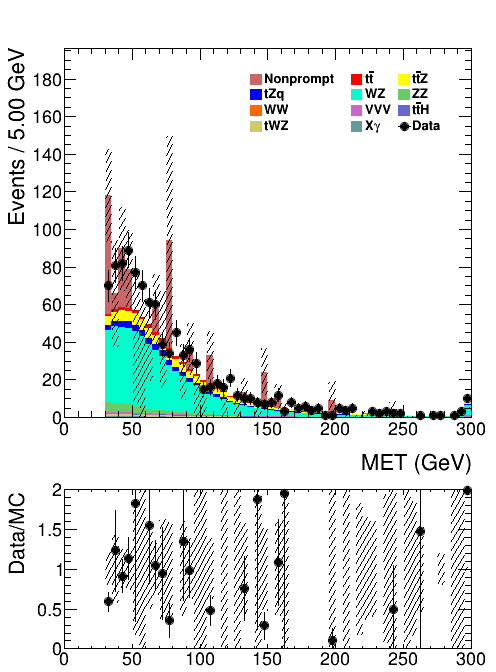 Events / 5.00 GeV
180
160
140
120
100
80
60
40
20
0
Nonprompt tt̄ tt̄Z
tZq WZ ZZ
WW VVV tt̄H
tWZ Xγ Data
0 50 100 150 200 250 300
MET (GeV)
Data/MC
2
1.5
1
0.5
0
0 50 100 150 200 250 300
MET (GeV)